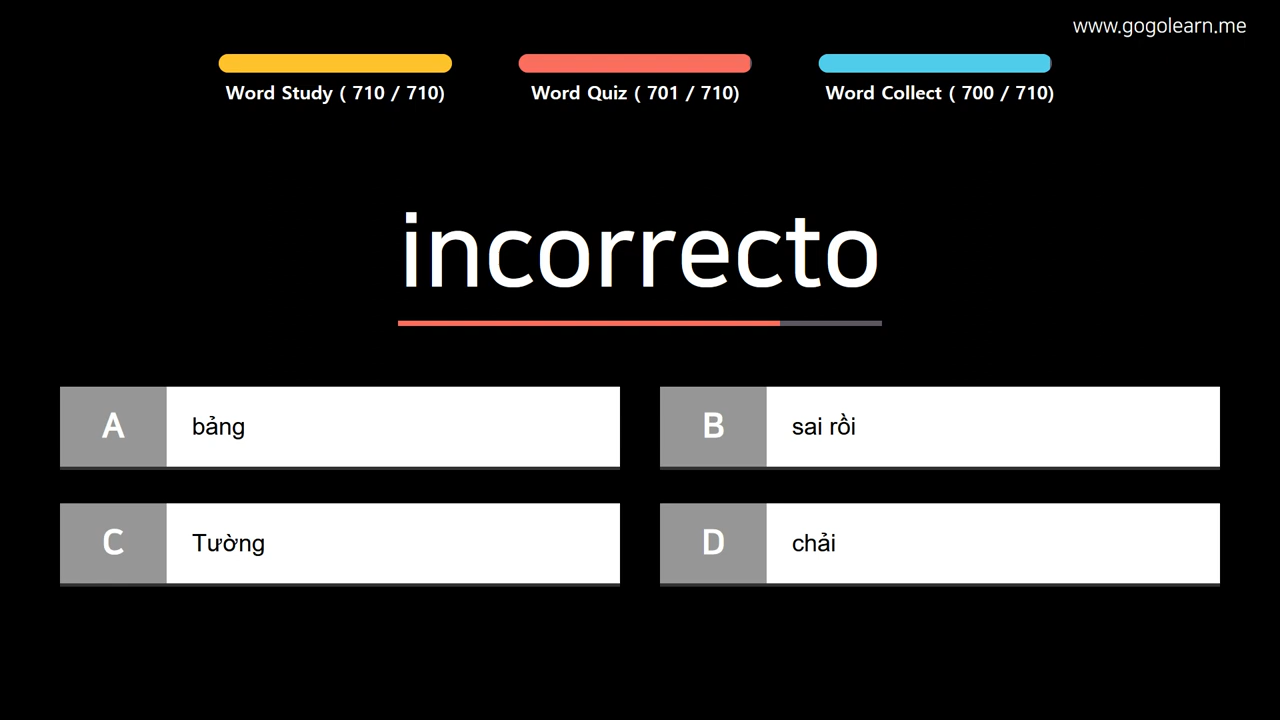 www.gogolearn.me
Word Study ( 710 / 710)
Word Quiz ( 701 / 710)
Word Collect ( 700 / 710)
incorrecto
A bảng
B sai rồi
C Tường
D chải